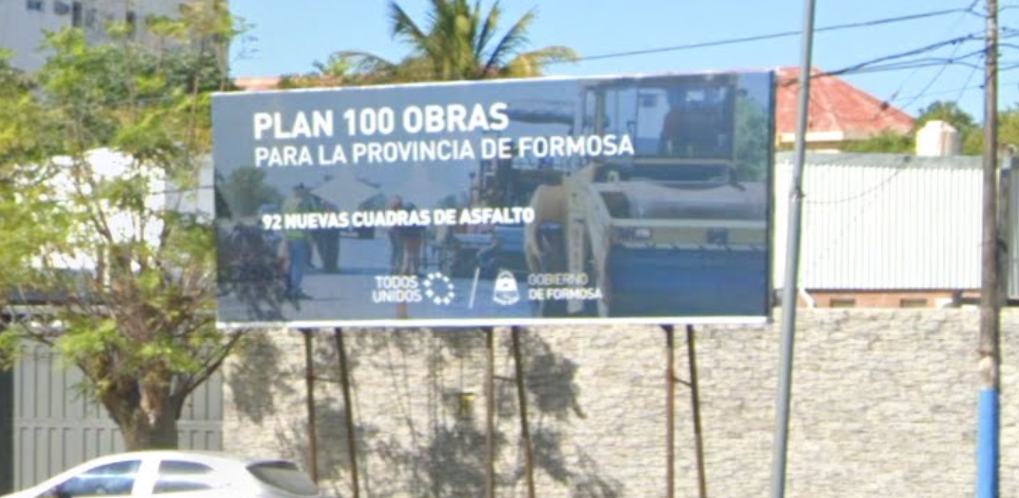 PLAN 100 OBRAS
PARA LA PROVINCIA DE FORMOSA
92 NUEVAS CUADRAS DE ASFALTO
TODOS
UNIDOS
GOBIERNO
DE FORMOSA